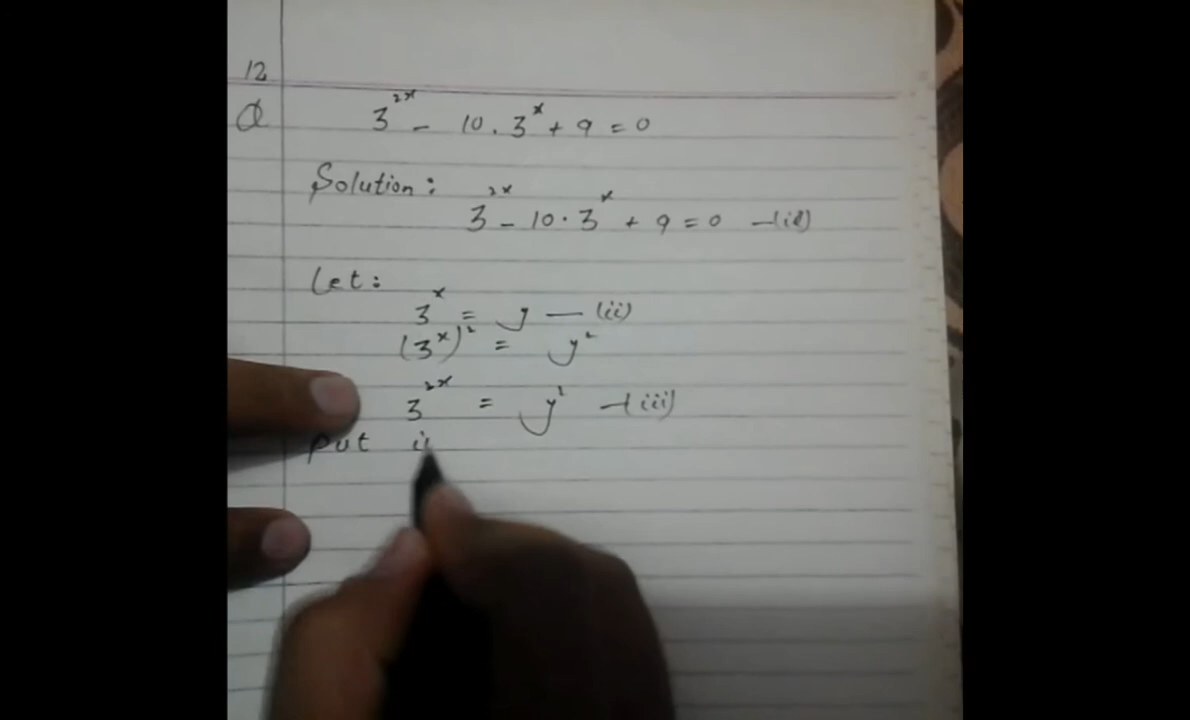 12
Q 3^{2x} - 10 . 3^x + 9 = 0
Solution:
3^{2x} - 10 · 3^x + 9 = 0
Let:
3^x = y — (ii)
(3^x)^2 = y^2
3^{2x} = y^2 — (iii)
put ii